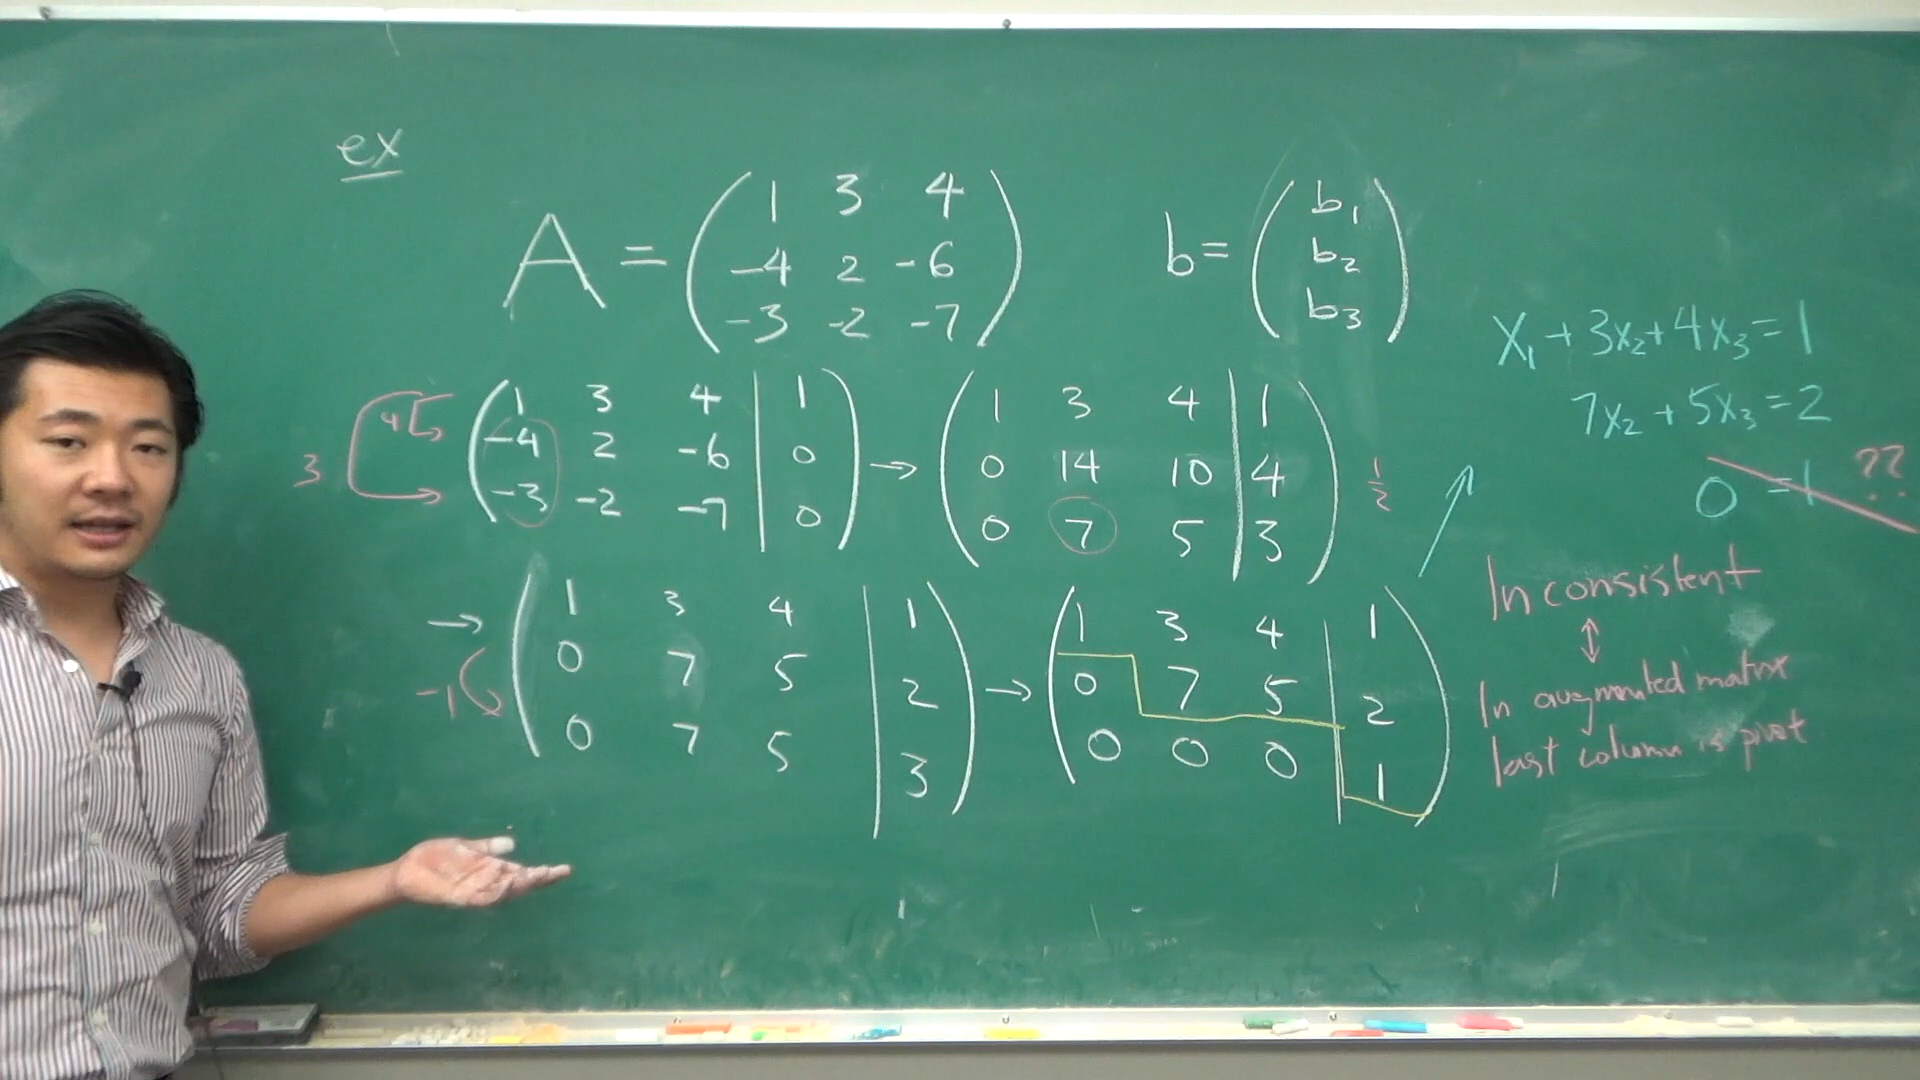 ex
A = ( 1 3 4
-4 2 -6
-3 -2 -7 )
b = ( b₁
b₂
b₃ )
3 4 ( 1 3 4 | 1
-4 2 -6 | 0
-3 -2 -7 | 0 )
→ ( 1 3 4 | 1
0 14 10 | 4
0 7 5 | 3 ) 1/2
→ -1 ( 1 3 4 | 1
0 7 5 | 2
0 7 5 | 3 )
→ ( 1 3 4 | 1
0 7 5 | 2
0 0 0 | 1 )
x₁ + 3x₂ + 4x₃ = 1
7x₂ + 5x₃ = 2
0 = 1 ??
Inconsistent
↕
In augmented matrix
last column is pivot